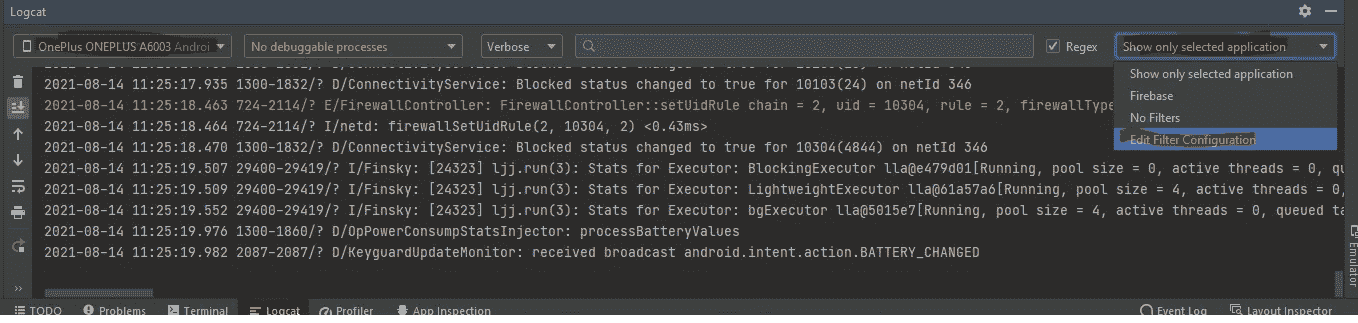 Logcat
OnePlus ONEPLUS A6003 Androi
No debuggable processes
Verbose
Regex
Show only selected application
Show only selected application
Firebase
No Filters
Edit Filter Configuration
2021-08-14 11:25:17.935 1300-1832/? D/ConnectivityService: Blocked status changed to true for 10103(24) on netId 346
2021-08-14 11:25:18.463 724-2114/? E/FirewallController: FirewallController::setUidRule chain = 2, uid = 10304, rule = 2, firewallType
2021-08-14 11:25:18.464 724-2114/? I/netd: firewallSetUidRule(2, 10304, 2) <0.43ms>
2021-08-14 11:25:18.470 1300-1832/? D/ConnectivityService: Blocked status changed to true for 10304(4844) on netId 346
2021-08-14 11:25:19.507 29400-29419/? I/Finsky: [24323] ljj.run(3): Stats for Executor: BlockingExecutor lla@e479d01[Running, pool size = 0, active threads = 0, qu
2021-08-14 11:25:19.509 29400-29419/? I/Finsky: [24323] ljj.run(3): Stats for Executor: LightweightExecutor lla@61a57a6[Running, pool size = 4, active threads = 0,
2021-08-14 11:25:19.552 29400-29419/? I/Finsky: [24323] ljj.run(3): Stats for Executor: bgExecutor lla@5015e7[Running, pool size = 4, active threads = 0, queued ta
2021-08-14 11:25:19.976 1300-1860/? D/OpPowerConsumpStatsInjector: processBatteryValues
2021-08-14 11:25:19.982 2087-2087/? D/KeyguardUpdateMonitor: received broadcast android.intent.action.BATTERY_CHANGED
Emulator
TODO
Problems
Terminal
Logcat
Profiler
App Inspection
Event Log
Layout Inspector